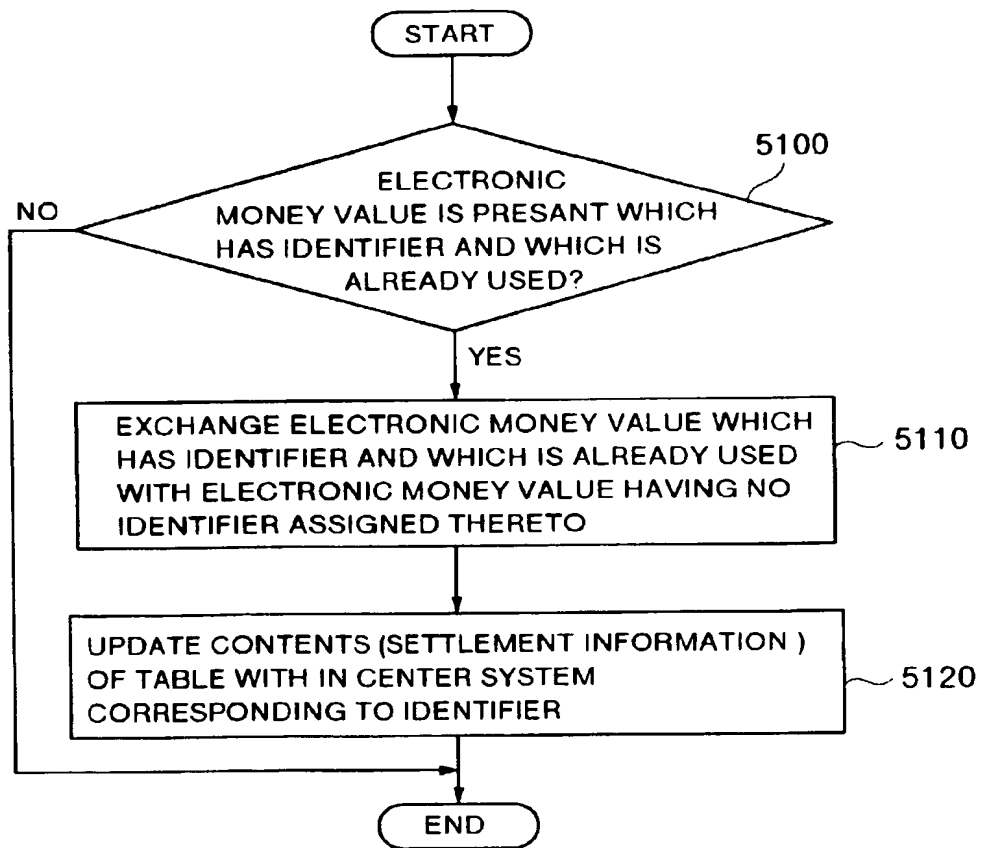 START
5100
ELECTRONIC
MONEY VALUE IS PRESANT WHICH
HAS IDENTIFIER AND WHICH IS
ALREADY USED?
NO
YES
EXCHANGE ELECTRONIC MONEY VALUE WHICH
HAS IDENTIFIER AND WHICH IS ALREADY USED
WITH ELECTRONIC MONEY VALUE HAVING NO
IDENTIFIER ASSIGNED THERETO
5110
UPDATE CONTENTS (SETTLEMENT INFORMATION )
OF TABLE WITH IN CENTER SYSTEM
CORRESPONDING TO IDENTIFIER
5120
END